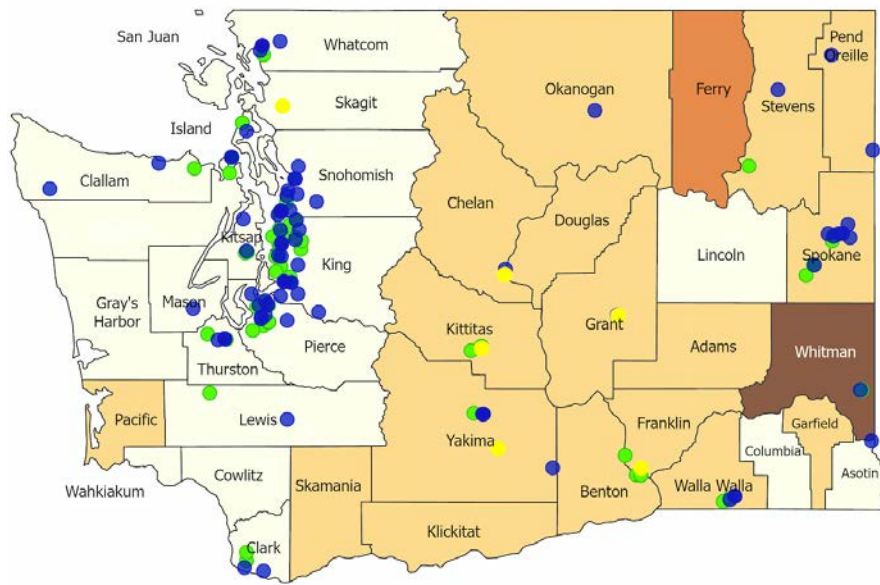 San Juan
Whatcom
Pend
Oreille
Okanogan
Ferry
Stevens
Skagit
Island
Clallam
Snohomish
Chelan
Douglas
Kitsap
King
Lincoln
Spokane
Gray's
Harbor
Mason
Kittitas
Grant
Adams
Whitman
Thurston
Pierce
Pacific
Lewis
Yakima
Franklin
Garfield
Columbia
Asotin
Wahkiakum
Cowlitz
Skamania
Benton
Walla Walla
Klickitat
Clark